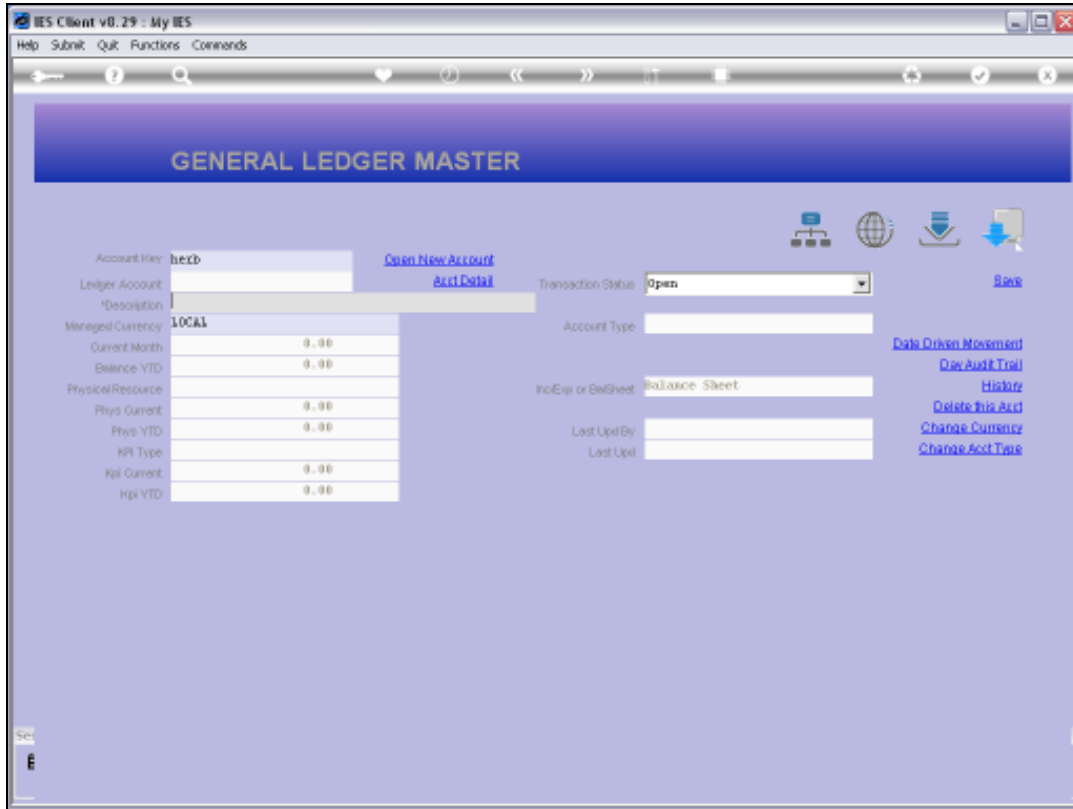 IES Client v8.29 : My IES
Help Submit Quit Functions Commands
GENERAL LEDGER MASTER
Account Key herb Open New Account
Ledger Account Acct Detail Transaction Status Open Save
*Description
Managed Currency LOCAL Account Type
Current Month 0.00 Date Driven Movement
Balance YTD 0.00 Day Audit Trail
Physical Resource Inc/Exp or BalSheet Balance Sheet History
Phys Current 0.00 Delete this Acct
Phys YTD 0.00 Last Upd By Change Currency
KPI Type Last Upd Change Acct Type
Kpi Current 0.00
Kpi YTD 0.00